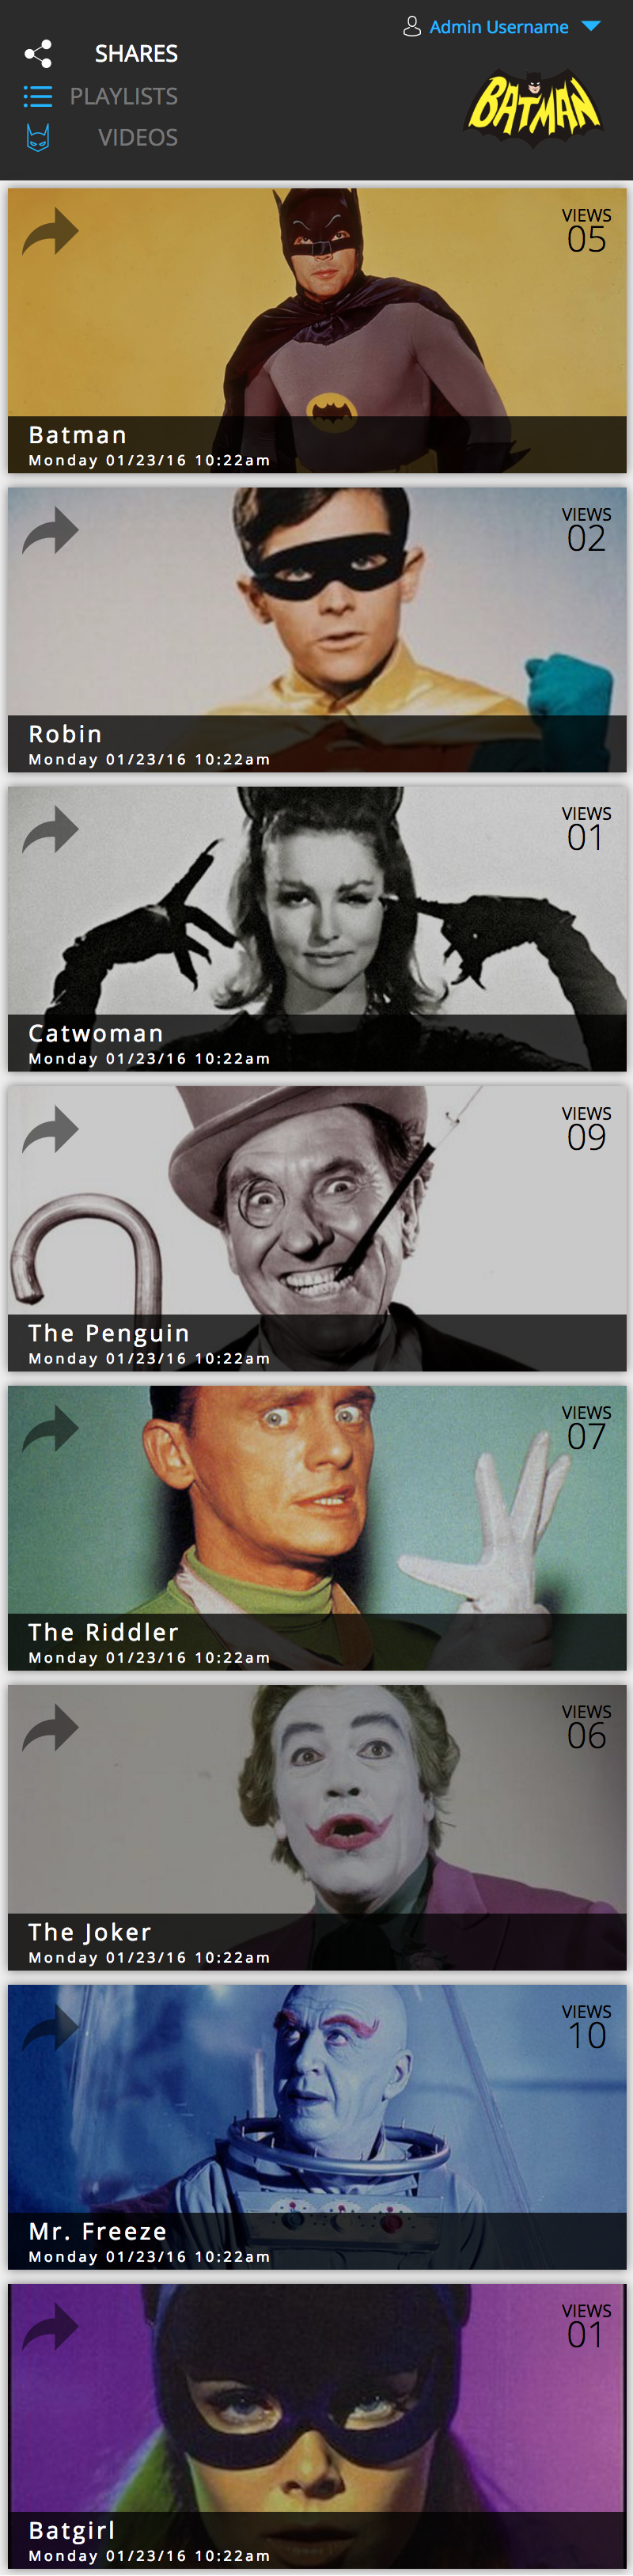 Admin Username
SHARES
PLAYLISTS
VIDEOS
BATMAN
VIEWS
05
Batman
Monday 01/23/16 10:22am
VIEWS
02
Robin
Monday 01/23/16 10:22am
VIEWS
01
Catwoman
Monday 01/23/16 10:22am
VIEWS
09
The Penguin
Monday 01/23/16 10:22am
VIEWS
07
The Riddler
Monday 01/23/16 10:22am
VIEWS
06
The Joker
Monday 01/23/16 10:22am
VIEWS
10
Mr. Freeze
Monday 01/23/16 10:22am
VIEWS
01
Batgirl
Monday 01/23/16 10:22am